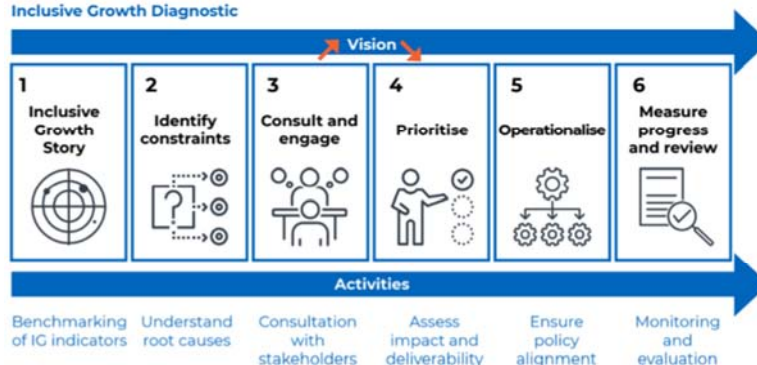 Inclusive Growth Diagnostic
Vision
1
Inclusive
Growth
Story
2
Identify
constraints
?
3
Consult and
engage
4
Prioritise
5
Operationalise
6
Measure
progress
and review
Activities
Benchmarking
of IG indicators
Understand
root causes
Consultation
with
stakeholders
Assess
impact and
deliverability
Ensure
policy
alignment
Monitoring
and
evaluation